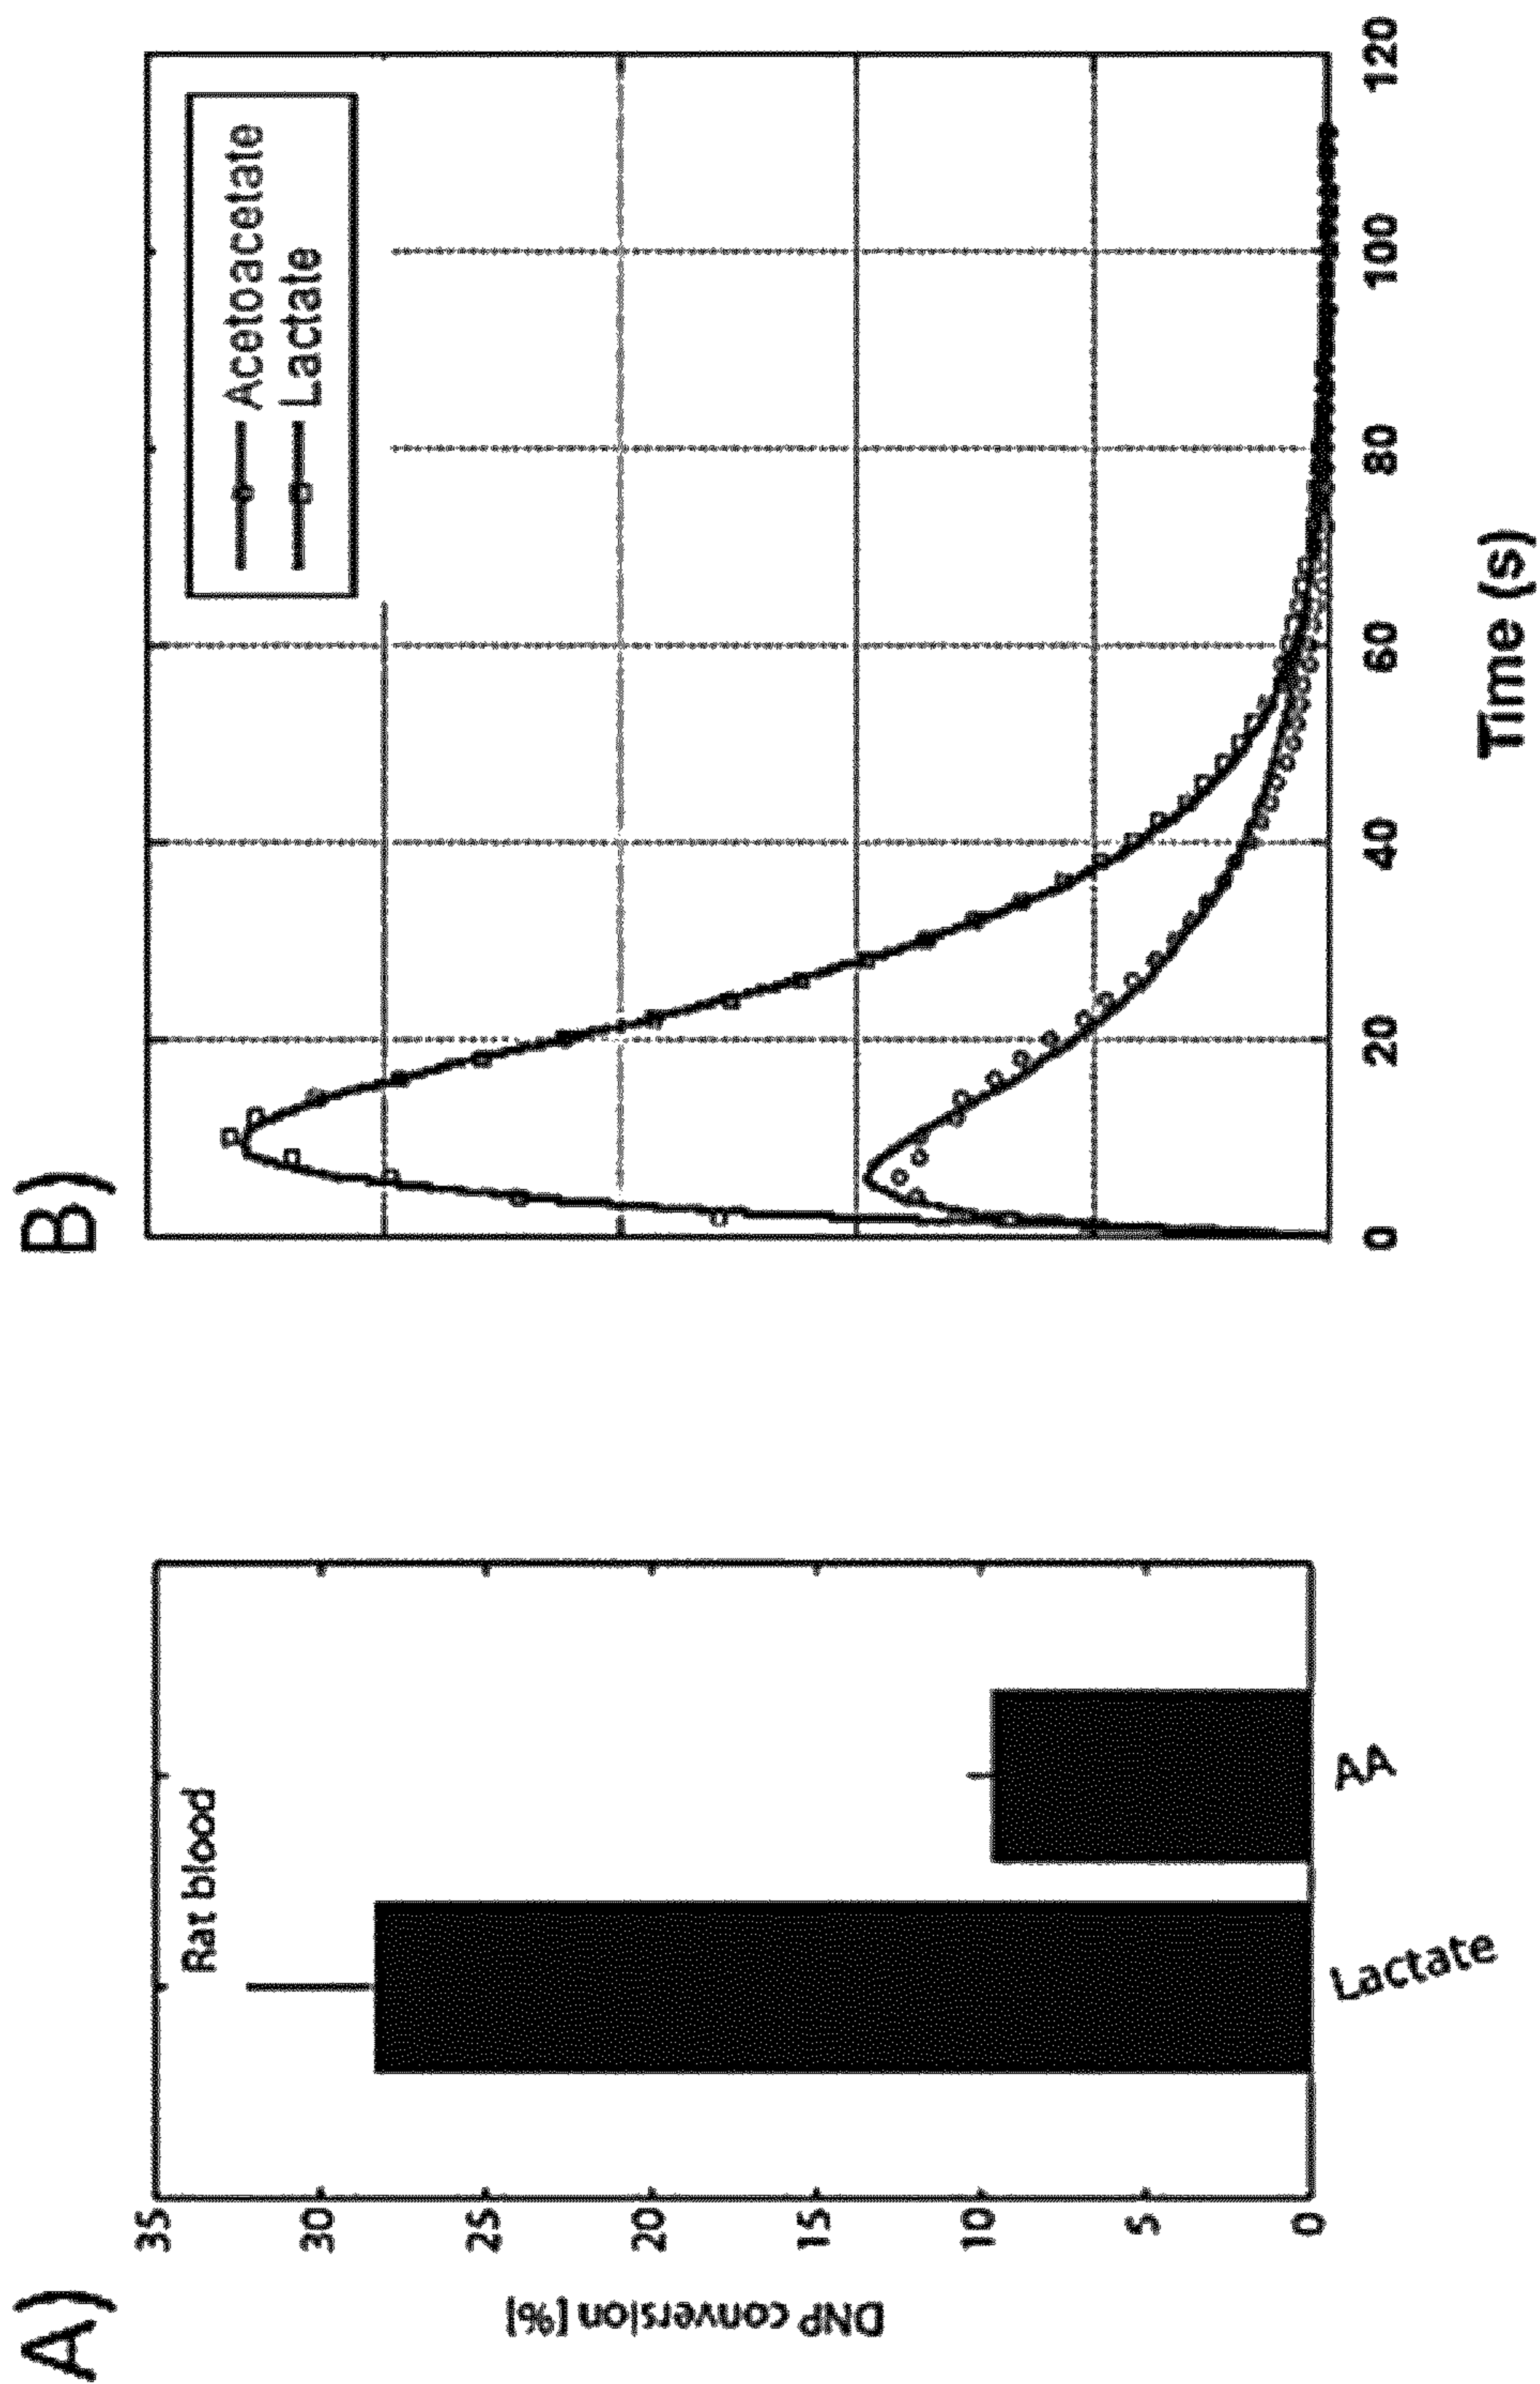 A)
DNP conversion [%]
35
30
25
20
15
10
5
0
Rat blood
Lactate
AA
B)
Acetoacetate
Lactate
0
20
40
60
80
100
120
Time (s)